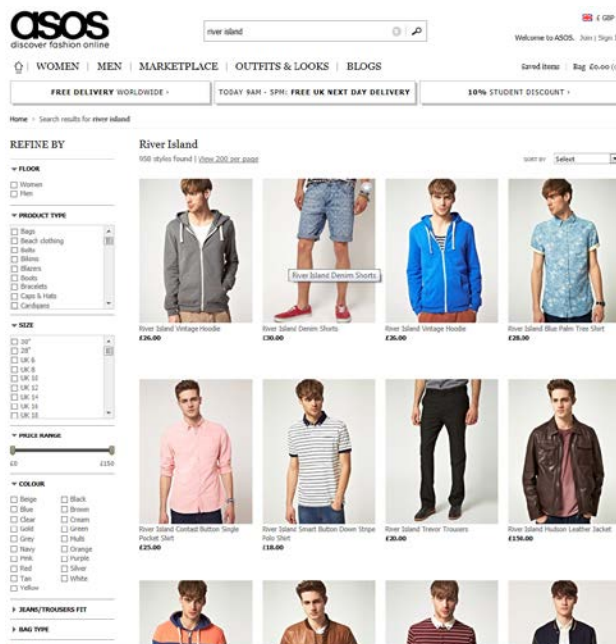 asos
discover fashion online
river island
£ GBP
Welcome to ASOS. Join | Sign
WOMEN | MEN | MARKETPLACE | OUTFITS & LOOKS | BLOGS
Saved items | Bag £0.00
FREE DELIVERY WORLDWIDE ›
TODAY 9AM - 5PM: FREE UK NEXT DAY DELIVERY
10% STUDENT DISCOUNT ›
Home › Search results for river island
REFINE BY
River Island
958 styles found | View 200 per page
SORT BY Select
FLOOR
Women
Men
PRODUCT TYPE
Bags
Beach clothing
Belts
Bikinis
Blazers
Boots
Bracelets
Caps & Hats
Cardigans
River Island Denim Shorts
River Island Vintage Hoodie
£26.00
River Island Denim Shorts
£30.00
River Island Vintage Hoodie
£26.00
River Island Blue Palm Tree Shirt
£28.00
SIZE
28"
UK 6
UK 8
UK 10
UK 12
UK 14
UK 16
UK 18
PRICE RANGE
£0 £150
COLOUR
Beige Black
Blue Brown
Clear Cream
Gold Green
Grey Multi
Navy Orange
Pink Purple
Red Silver
Tan White
Yellow
River Island Contast Button Single
Pocket Shirt
£25.00
River Island Smart Button Down Stripe
Polo Shirt
£18.00
River Island Trevor Trousers
£20.00
River Island Hudson Leather Jacket
£150.00
JEANS/TROUSERS FIT
BAG TYPE